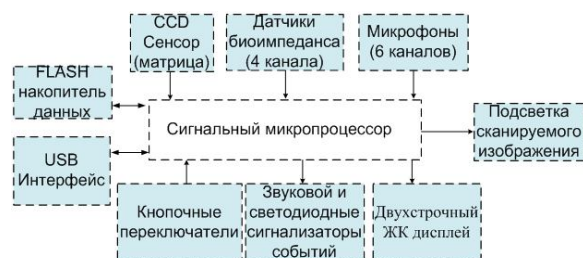 CCD
Сенсор
(матрица)
Датчики
биоимпеданса
(4 канала)
Микрофоны
(6 каналов)
FLASH
накопитель
данных
Сигнальный микропроцессор
Подсветка
сканируемого
изображения
USB
Интерфейс
Кнопочные
переключатели
Звуковой и
светодиодные
сигнализаторы
событий
Двухстрочный
ЖК дисплей